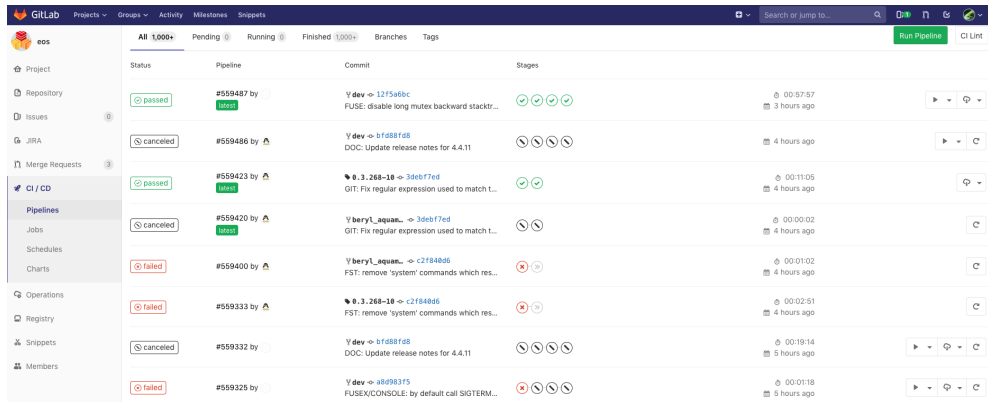 GitLab Projects Groups Activity Milestones Snippets Search or jump to...
eos
All 1,000+ Pending 0 Running 0 Finished 1,000+ Branches Tags Run Pipeline CI Lint
Project
Repository
Issues 0
JIRA
Merge Requests 3
CI / CD
Pipelines
Jobs
Schedules
Charts
Operations
Registry
Snippets
Members
Status Pipeline Commit Stages
passed #559487 by latest dev 12f5a6bc 00:57:57
FUSE: disable long mutex backward stacktr... 3 hours ago
canceled #559486 by dev bfd88fd8 4 hours ago
DOC: Update release notes for 4.4.11
passed #559423 by latest 0.3.268-10 3debf7ed 00:11:05
GIT: Fix regular expression used to match t... 4 hours ago
canceled #559420 by latest beryl_aquam... 3debf7ed 00:00:02
GIT: Fix regular expression used to match t... 4 hours ago
failed #559400 by beryl_aquam... c2f840d6 00:01:02
FST: remove 'system' commands which res... 4 hours ago
failed #559333 by 0.3.268-10 c2f840d6 00:02:51
FST: remove 'system' commands which res... 4 hours ago
canceled #559332 by dev bfd88fd8 00:19:14
DOC: Update release notes for 4.4.11 5 hours ago
failed #559325 by dev a8d983f5 00:01:18
FUSEX/CONSOLE: by default call SIGTERM... 5 hours ago